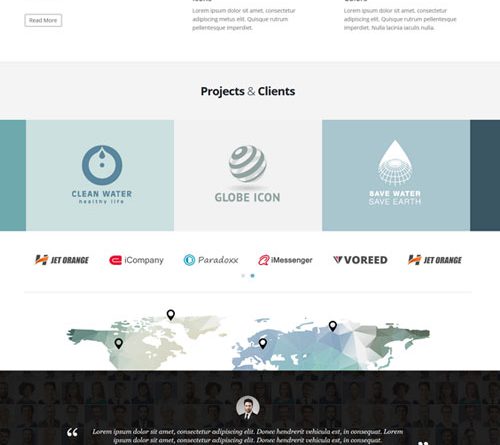 Icons
Colors
Lorem ipsum dolor sit amet, consectetur
adipiscing metus elit. Quisque rutrum
pellentesque imperdiet.
Lorem ipsum dolor sit amet, consectetur
adipiscing elit. Quisque rutrum
lacinia nulla.
Read More
Projects & Clients
CLEAN WATER
healthy life
GLOBE ICON
SAVE WATER
SAVE EARTH
JET ORANGE
iCompany
Paradoxx
iMessenger
VOREED
JET ORANGE
“ Lorem ipsum dolor sit amet, consectetur adipiscing elit. Donec hendrerit vehicula est, in consequat.
Lorem ipsum dolor sit amet, consectetur adipiscing elit. Donec hendrerit vehicula est, in consequat. ”